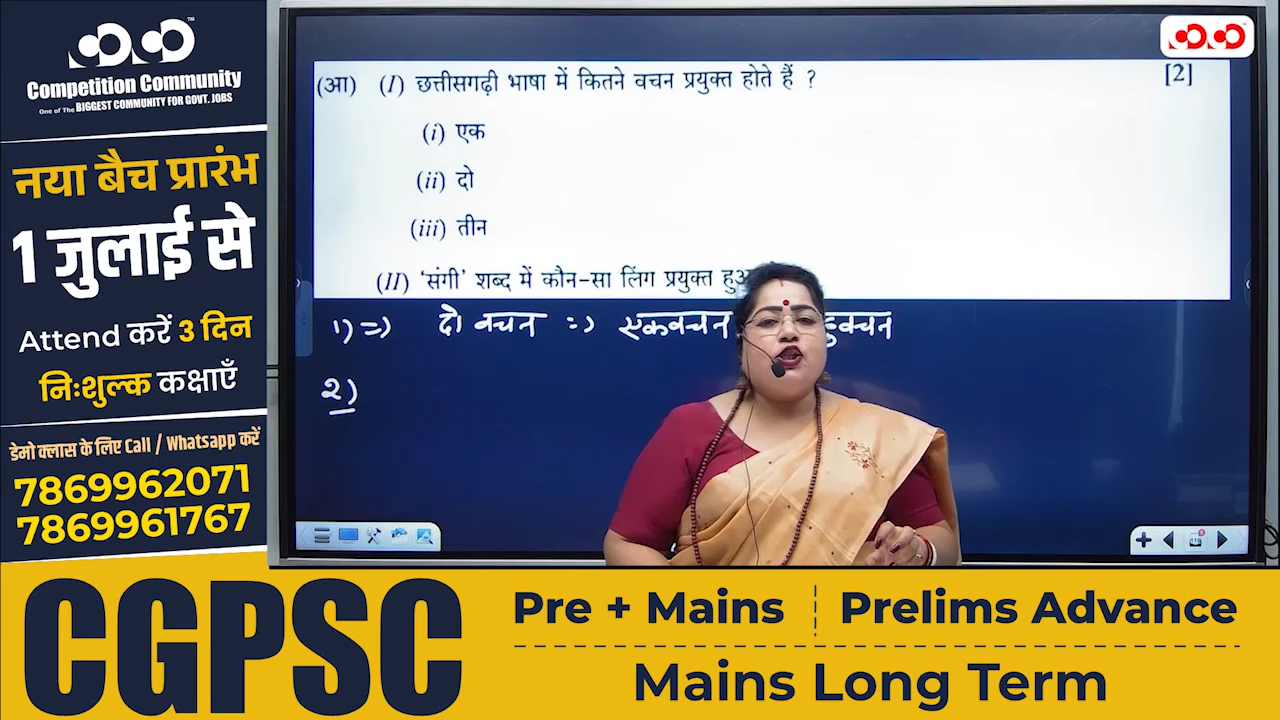 Competition Community
One of The BIGGEST COMMUNITY FOR GOVT. JOBS
नया बैच प्रारंभ
1 जुलाई से
Attend करें 3 दिन
निःशुल्क कक्षाएँ
डेमो क्लास के लिए Call / Whatsapp करें
7869962071
7869961767
(आ) (I) छत्तीसगढ़ी भाषा में कितने वचन प्रयुक्त होते हैं ? [2]
(i) एक
(ii) दो
(iii) तीन
(II) 'संगी' शब्द में कौन-सा लिंग प्रयुक्त
1) => दो वचन => एकवचन
2)
CGPSC
Pre + Mains
Prelims Advance
Mains Long Term